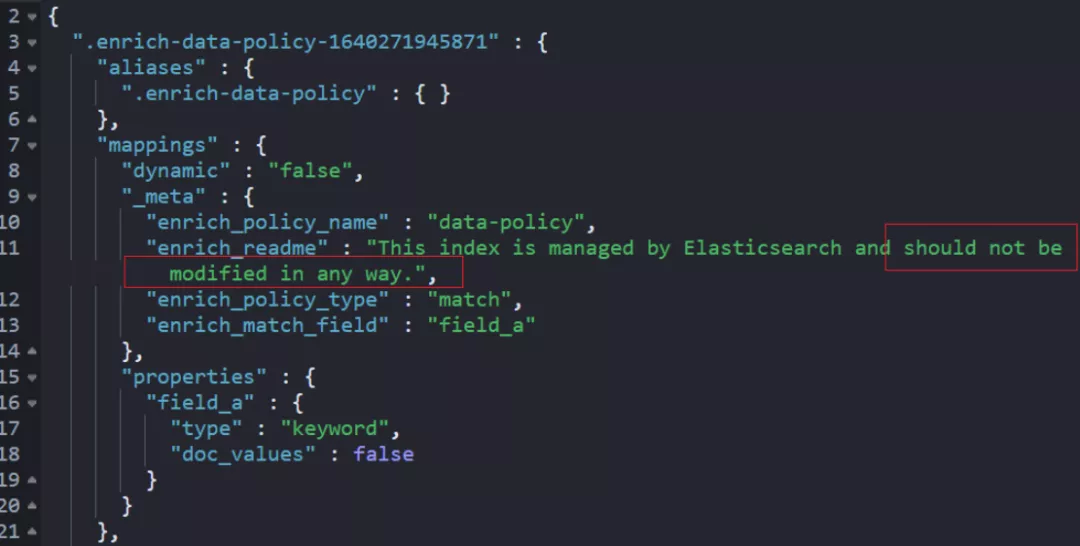 2 {
3 ".enrich-data-policy-1640271945871" : {
4 "aliases" : {
5 ".enrich-data-policy" : { }
6 },
7 "mappings" : {
8 "dynamic" : "false",
9 "_meta" : {
10 "enrich_policy_name" : "data-policy",
11 "enrich_readme" : "This index is managed by Elasticsearch and should not be
modified in any way.",
12 "enrich_policy_type" : "match",
13 "enrich_match_field" : "field_a"
14 },
15 "properties" : {
16 "field_a" : {
17 "type" : "keyword",
18 "doc_values" : false
19 }
20 }
21 },